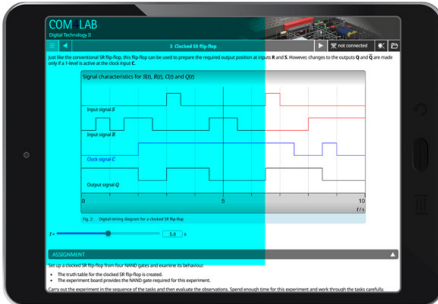 COM LAB
Digital Technology II
3 Clocked SR flip-flop
not connected
Just like the conventional SR flip-flop, this flip-flop can be used to prepare the required output position at inputs R and S. However, changes to the outputs Q and Q̄ are made
only if a 1-level is active at the clock input C.
Signal characteristics for S(t), R(t), C(t) and Q(t)
Input signal S
Input signal R
Clock signal C
Output signal Q
0 5 10
t / s
Fig. 2: Digital timing diagram for a clocked SR flip-flop
t = 5.0 s
ASSIGNMENT
Set up a clocked SR flip-flop from four NAND gates and examine its behaviour.
• The truth table for the clocked SR flip-flop is created.
• The experiment board provides the NAND gate required for this experiment.
Carry out the experiment in the sequence of the tasks and then evaluate the observations. Spend enough time for this experiment and work through the tasks carefully.